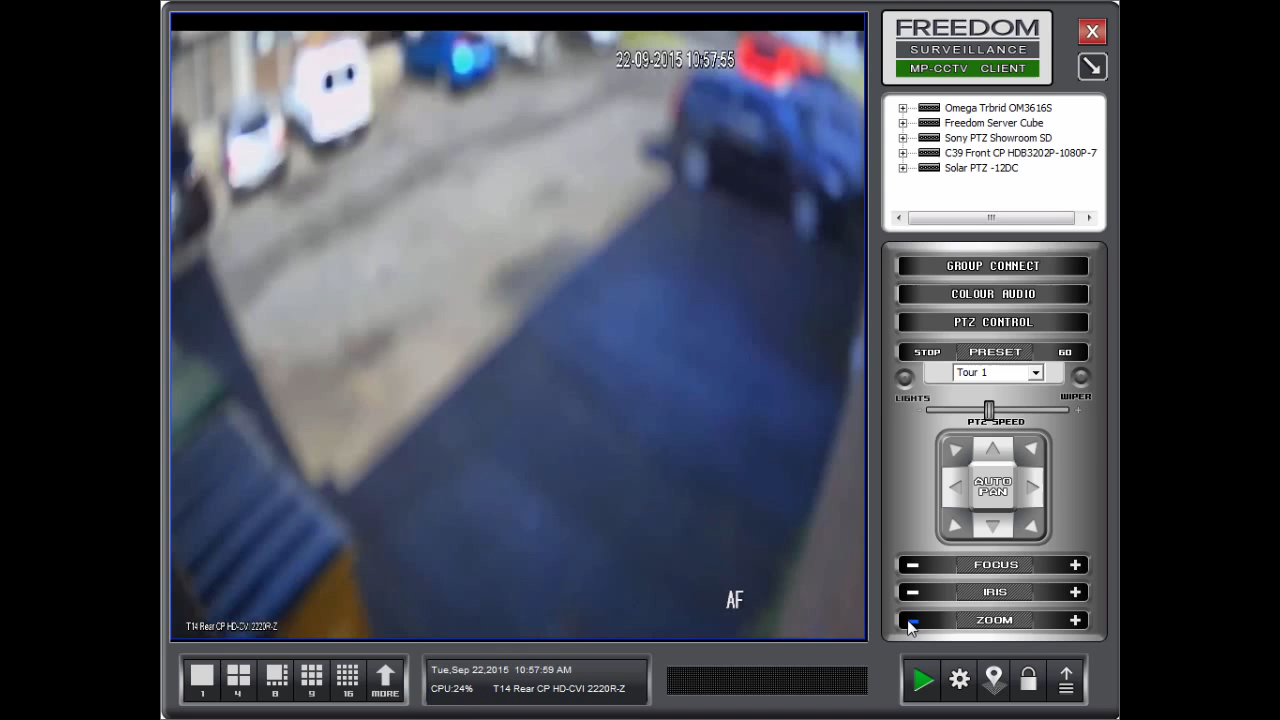 22-09-2015 10:57:55
AF
T14 Rear CP HD-CVI 2220R-Z
FREEDOM
SURVEILLANCE
MP-CCTV CLIENT
X
Omega Trbrid OM3616S
Freedom Server Cube
Sony PTZ Showroom SD
C39 Front CP HDB3202P-1080P-7
Solar PTZ -12DC
GROUP CONNECT
COLOUR AUDIO
PTZ CONTROL
STOP PRESET GO
Tour 1
LIGHTS WIPER
- +
PTZ SPEED
AUTO
PAN
- FOCUS +
- IRIS +
- ZOOM +
1 4 8 9 16 MORE
Tue,Sep 22,2015 10:57:59 AM
CPU:24% T14 Rear CP HD-CVI 2220R-Z